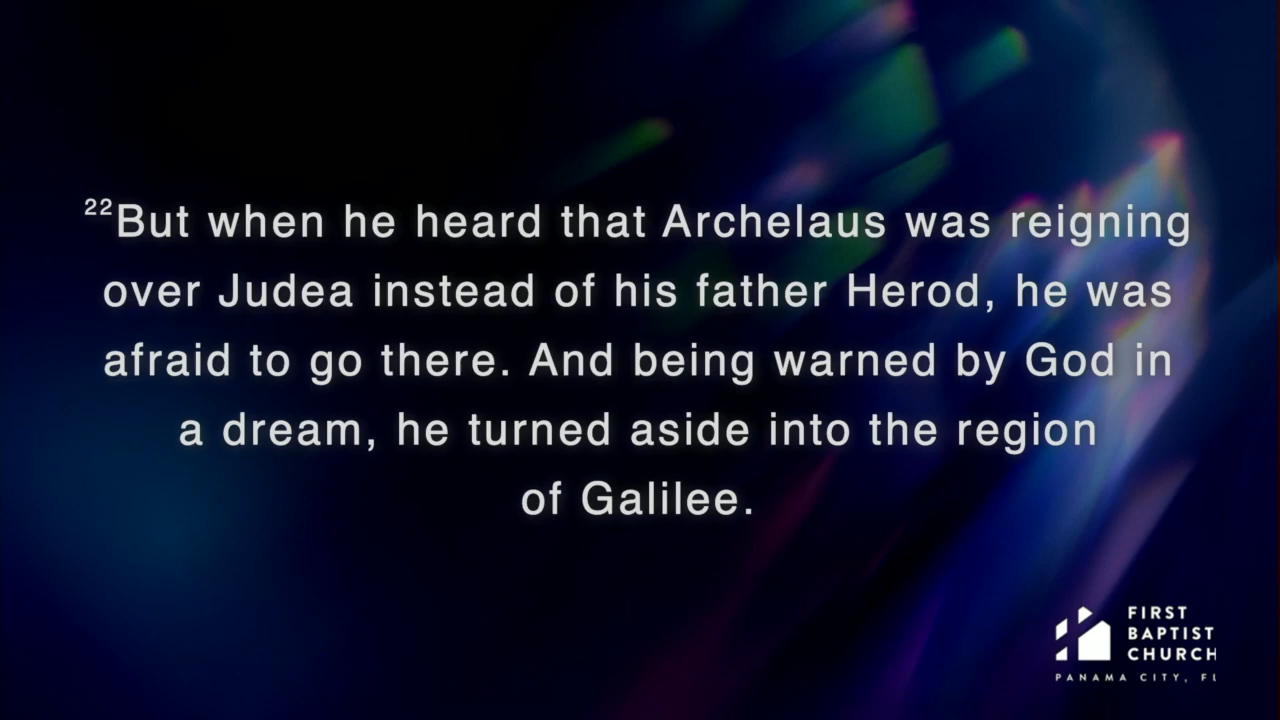 ²²But when he heard that Archelaus was reigning
over Judea instead of his father Herod, he was
afraid to go there. And being warned by God in
a dream, he turned aside into the region
of Galilee.
FIRST
BAPTIST
CHURCH
PANAMA CITY, FL